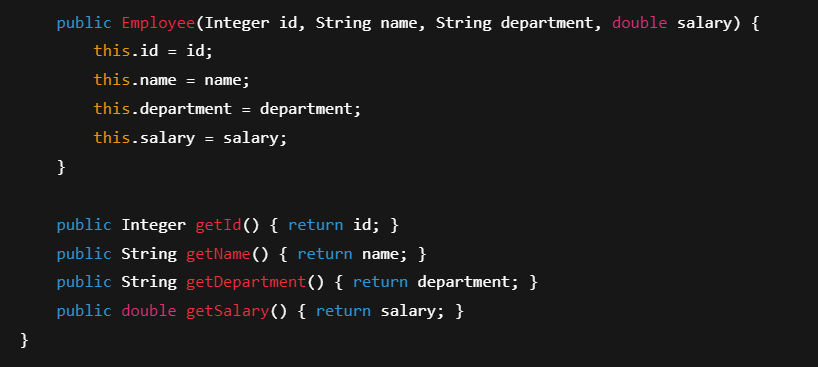 public Employee(Integer id, String name, String department, double salary) {
this.id = id;
this.name = name;
this.department = department;
this.salary = salary;
}
public Integer getId() { return id; }
public String getName() { return name; }
public String getDepartment() { return department; }
public double getSalary() { return salary; }
}